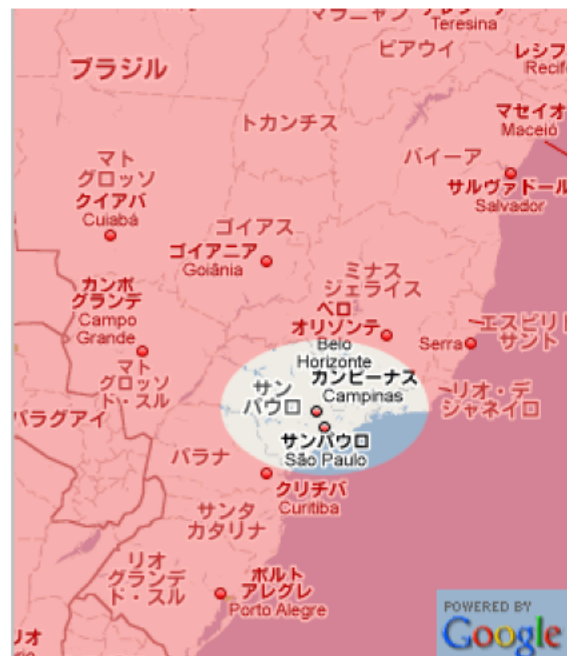 マラニャン
Teresina
ピアウイ
レシフ
Recife
ブラジル
マセイオ
Maceió
トカンチス
バイーア
マト
グロッソ
クイアバ
Cuiabá
サルヴァドール
Salvador
ゴイアス
ゴイアニア
Goiânia
カンポ
グランデ
Campo
Grande
ミナス
ジェライス
ベロ
オリゾンテ
Belo
Horizonte
エスピリト
サント
Serra
マト
グロッソ
ド・スル
サン
パウロ
カンピーナス
Campinas
リオ・デ
ジャネイロ
パラグアイ
サンパウロ
São Paulo
パラナ
クリチバ
Curitiba
サンタ
カタリナ
リオ
グランデ
ド・スル
ポルト
アレグレ
Porto Alegre
リオ
POWERED BY
Google